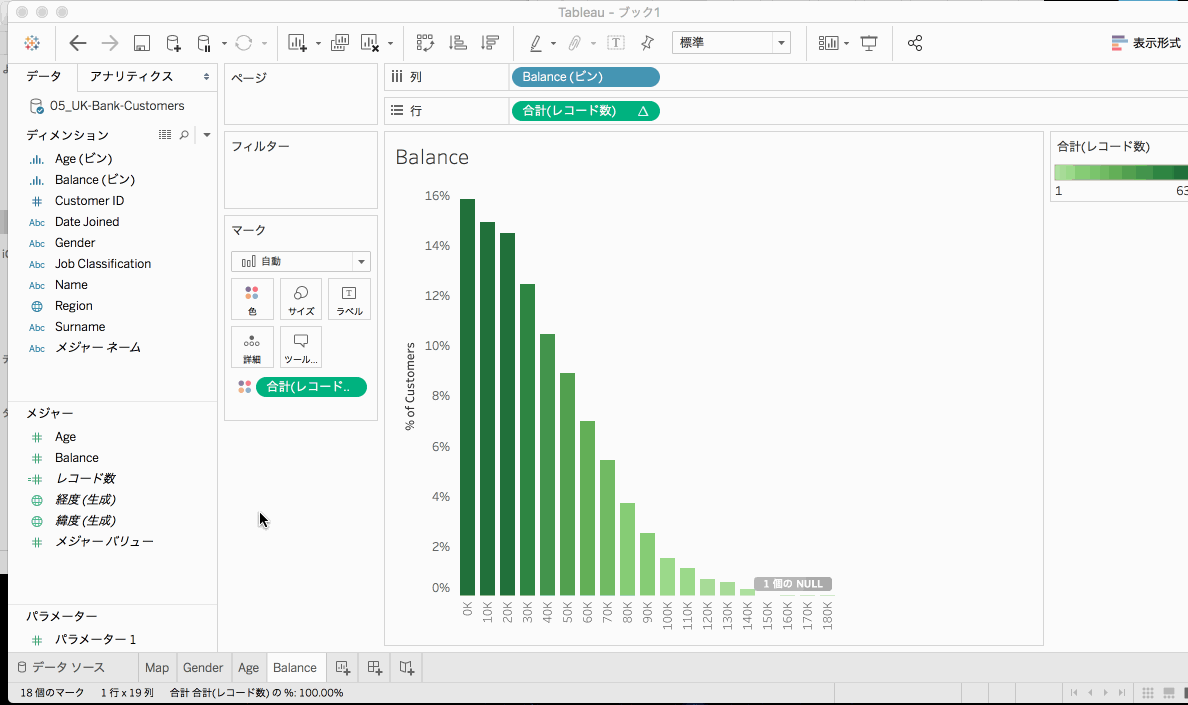 Tableau - ブック1
標準
表示形式
データ
アナリティクス
05_UK-Bank-Customers
ディメンション
Age (ビン)
Balance (ビン)
Customer ID
Abc Date Joined
Abc Gender
Abc Job Classification
Abc Name
Region
Abc Surname
Abc メジャー ネーム
メジャー
Age
Balance
レコード数
経度 (生成)
緯度 (生成)
メジャー バリュー
パラメーター
パラメーター 1
ページ
フィルター
マーク
自動
色
サイズ
ラベル
詳細
ツール...
合計(レコード..
列
Balance (ビン)
行
合計(レコード数)
Balance
% of Customers
16%
14%
12%
10%
8%
6%
4%
2%
0%
0K
10K
20K
30K
40K
50K
60K
70K
80K
90K
100K
110K
120K
130K
140K
150K
160K
170K
180K
1 個の NULL
合計(レコード数)
1
63
データ ソース
Map
Gender
Age
Balance
18 個のマーク
1 行 x 19 列
合計 合計(レコード数) の %: 100.00%